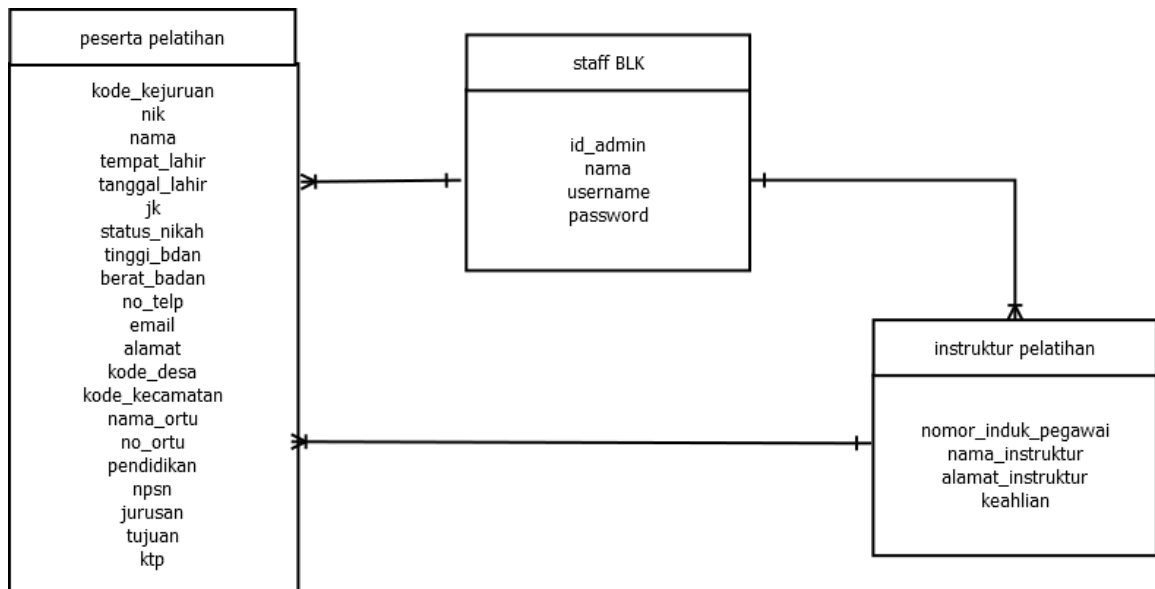 peserta pelatihan
kode_kejuruan
nik
nama
tempat_lahir
tanggal_lahir
jk
status_nikah
tinggi_bdan
berat_badan
no_telp
email
alamat
kode_desa
kode_kecamatan
nama_ortu
no_ortu
pendidikan
npsn
jurusan
tujuan
ktp
staff BLK
id_admin
nama
username
password
instruktur pelatihan
nomor_induk_pegawai
nama_instruktur
alamat_instruktur
keahlian